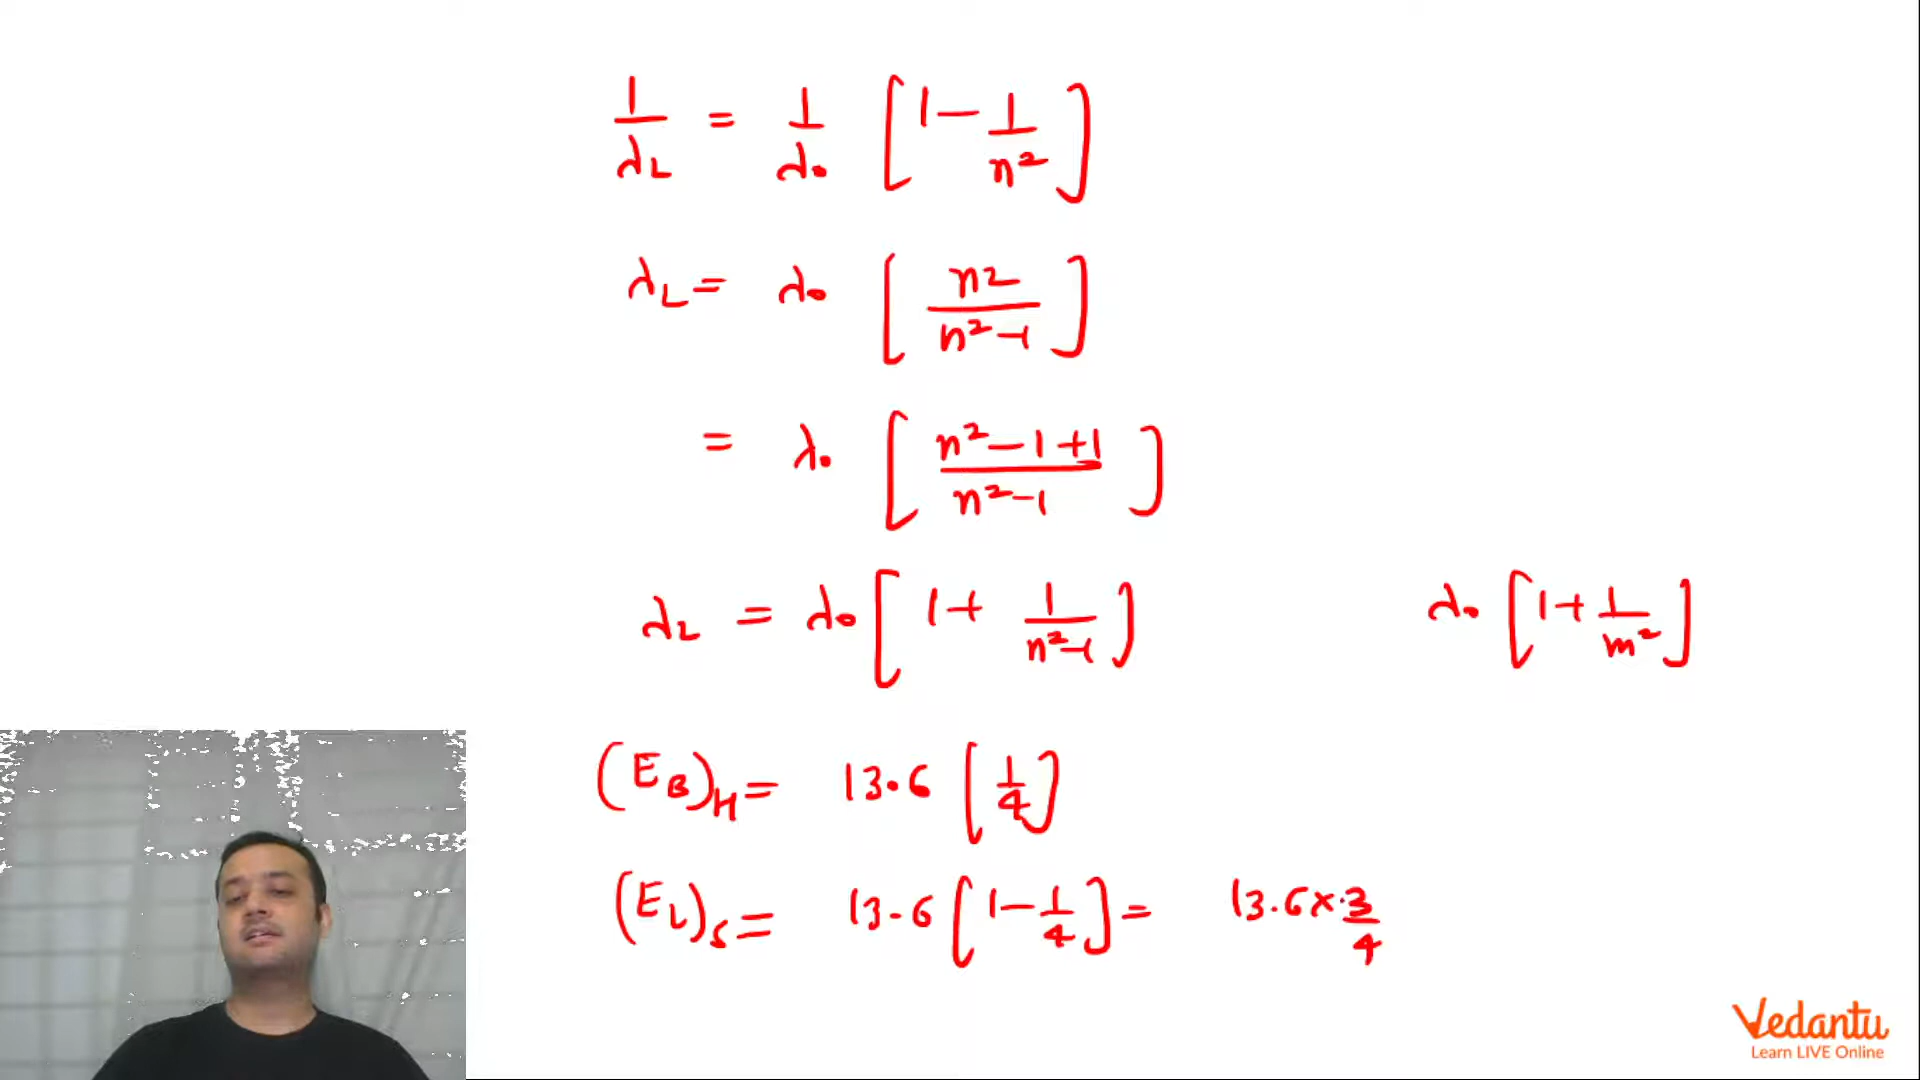 1/λL = 1/λ0 [1 - 1/n²]
λL = λ0 [n2/n²-1]
= λ0 [n²-1+1/n²-1]
λL = λ0 [1 + 1/n²-1] λ0 [1 + 1/m²]
(EB)H = 13.6 [1/4]
(EL)S = 13.6 [1 - 1/4] = 13.6 × 3/4
Vedantu
Learn LIVE Online